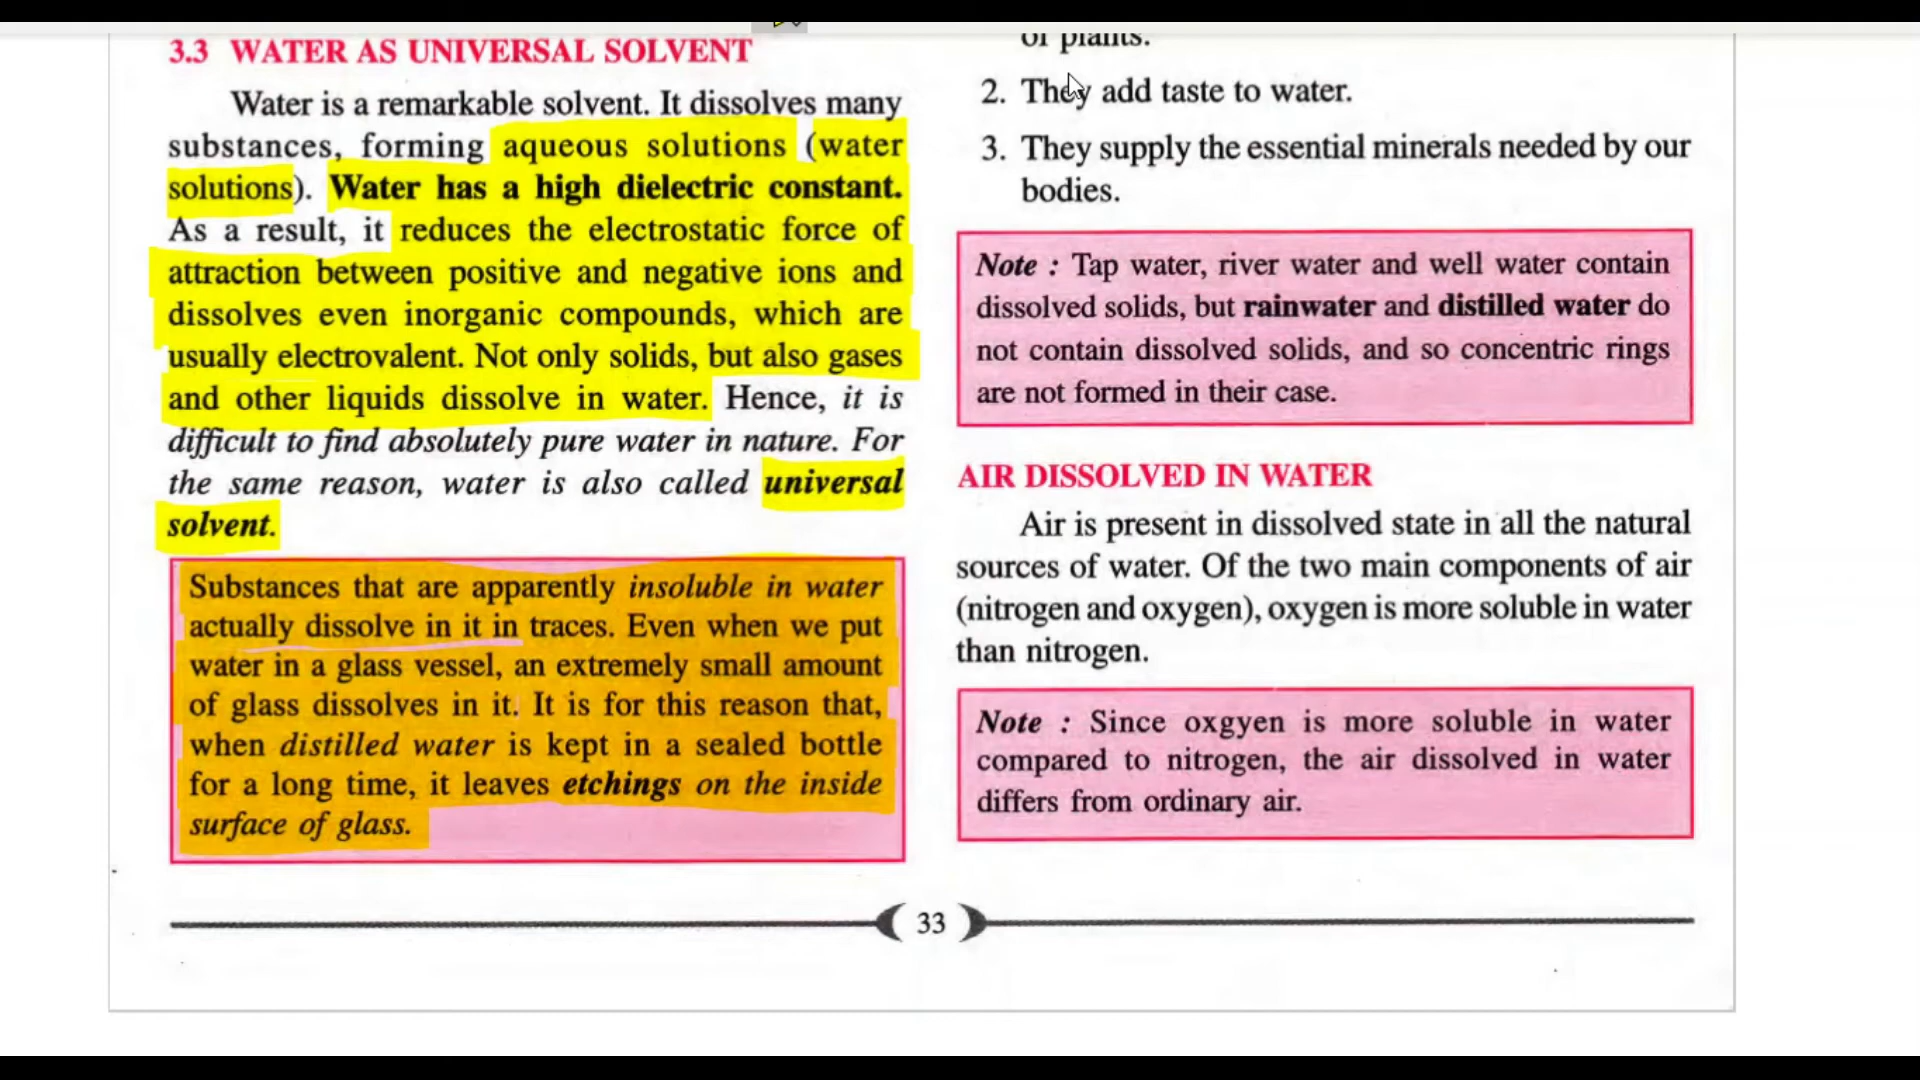 3.3 WATER AS UNIVERSAL SOLVENT
Water is a remarkable solvent. It dissolves many
substances, forming aqueous solutions (water
solutions). Water has a high dielectric constant.
As a result, it reduces the electrostatic force of
attraction between positive and negative ions and
dissolves even inorganic compounds, which are
usually electrovalent. Not only solids, but also gases
and other liquids dissolve in water. Hence, it is
difficult to find absolutely pure water in nature. For
the same reason, water is also called universal
solvent.
Substances that are apparently insoluble in water
actually dissolve in it in traces. Even when we put
water in a glass vessel, an extremely small amount
of glass dissolves in it. It is for this reason that,
when distilled water is kept in a sealed bottle
for a long time, it leaves etchings on the inside
surface of glass.
of plants.
2. They add taste to water.
3. They supply the essential minerals needed by our
bodies.
Note : Tap water, river water and well water contain
dissolved solids, but rainwater and distilled water do
not contain dissolved solids, and so concentric rings
are not formed in their case.
AIR DISSOLVED IN WATER
Air is present in dissolved state in all the natural
sources of water. Of the two main components of air
(nitrogen and oxygen), oxygen is more soluble in water
than nitrogen.
Note : Since oxgyen is more soluble in water
compared to nitrogen, the air dissolved in water
differs from ordinary air.
33